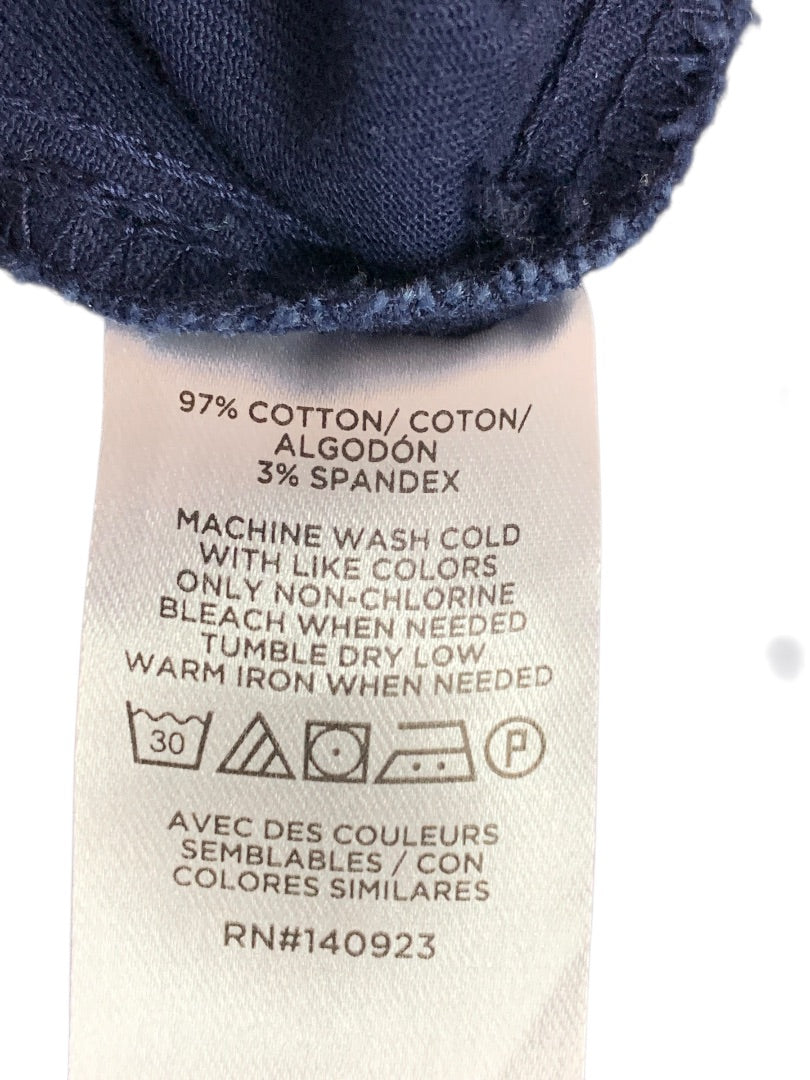 97% COTTON/ COTON/
ALGODÓN
3% SPANDEX
MACHINE WASH COLD
WITH LIKE COLORS
ONLY NON-CHLORINE
BLEACH WHEN NEEDED
TUMBLE DRY LOW
WARM IRON WHEN NEEDED
30 P
AVEC DES COULEURS
SEMBLABLES / CON
COLORES SIMILARES
RN#140923